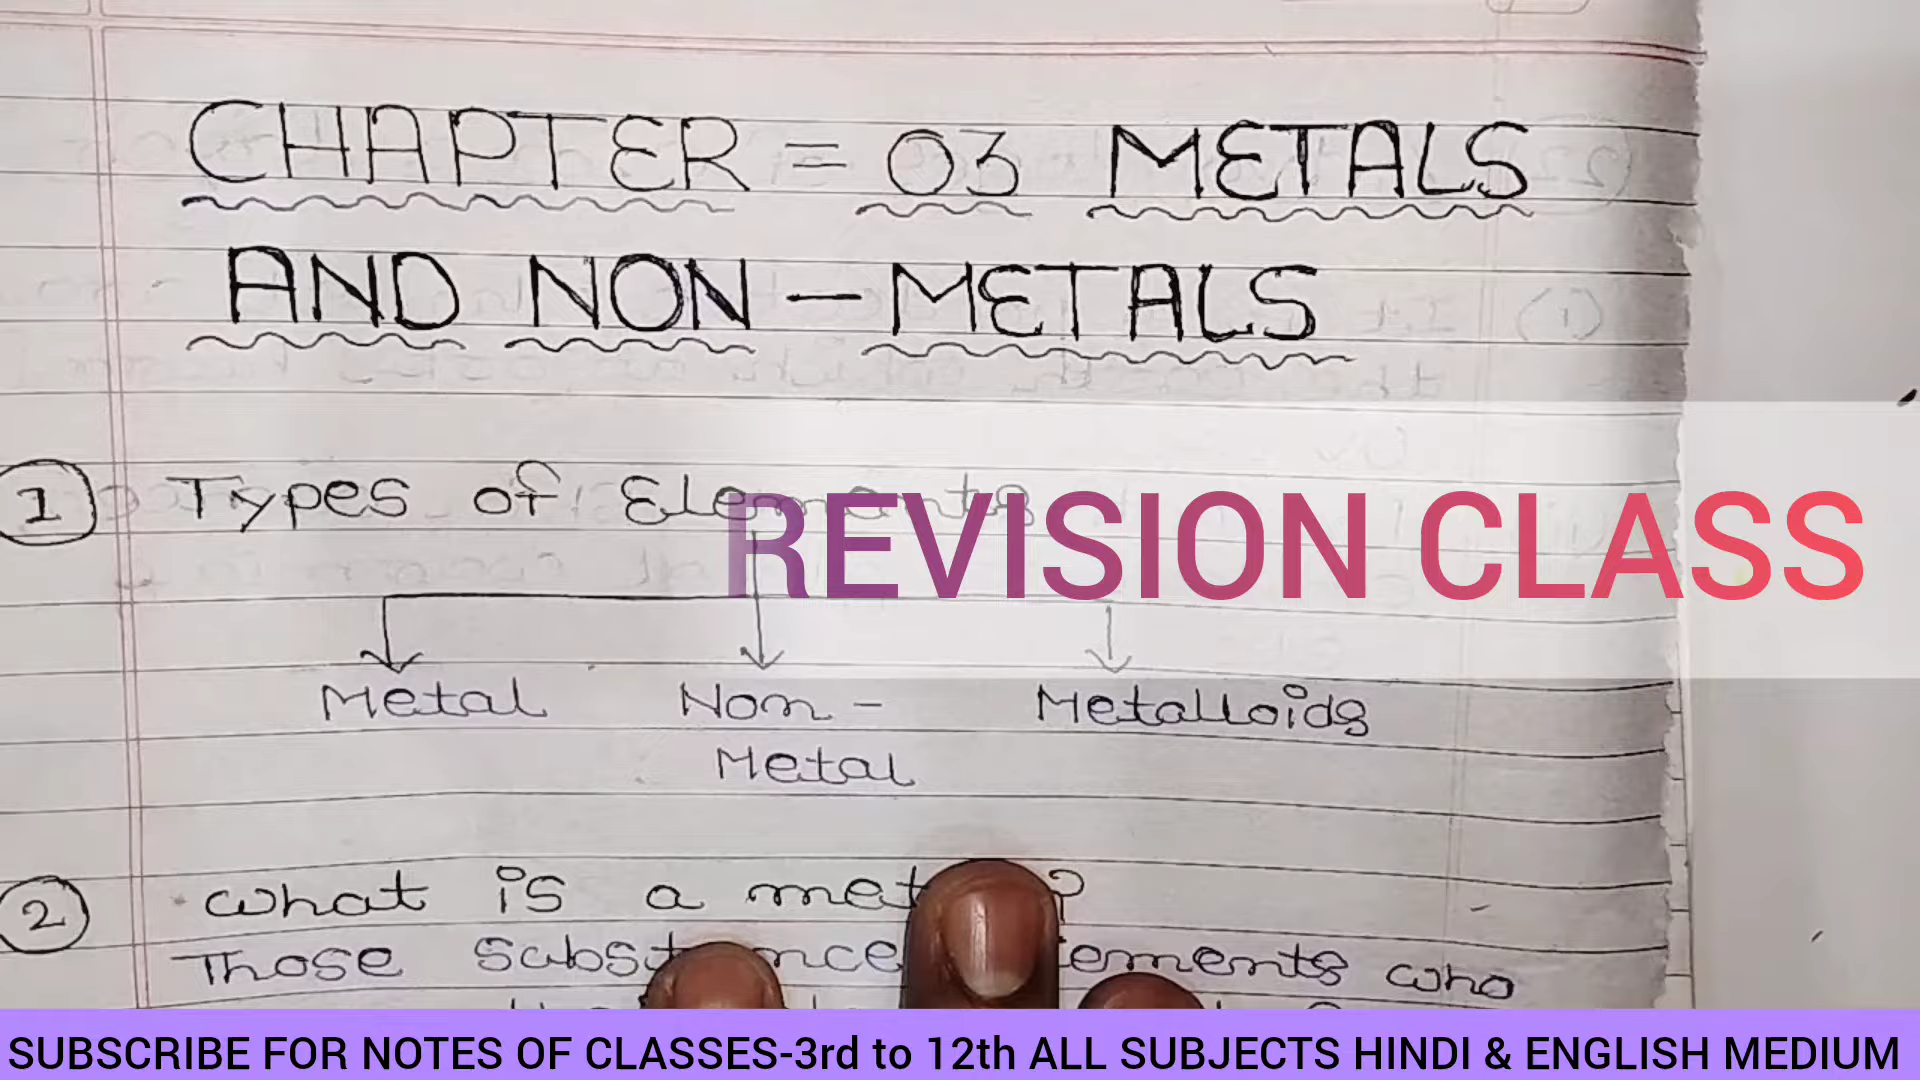 CHAPTER = 03 METALS
AND NON-METALS
1 Types of Elements
REVISION CLASS
Metal Non- Metalloids
Metal
2 What is a ?
Those who
SUBSCRIBE FOR NOTES OF CLASSES-3rd to 12th ALL SUBJECTS HINDI & ENGLISH MEDIUM